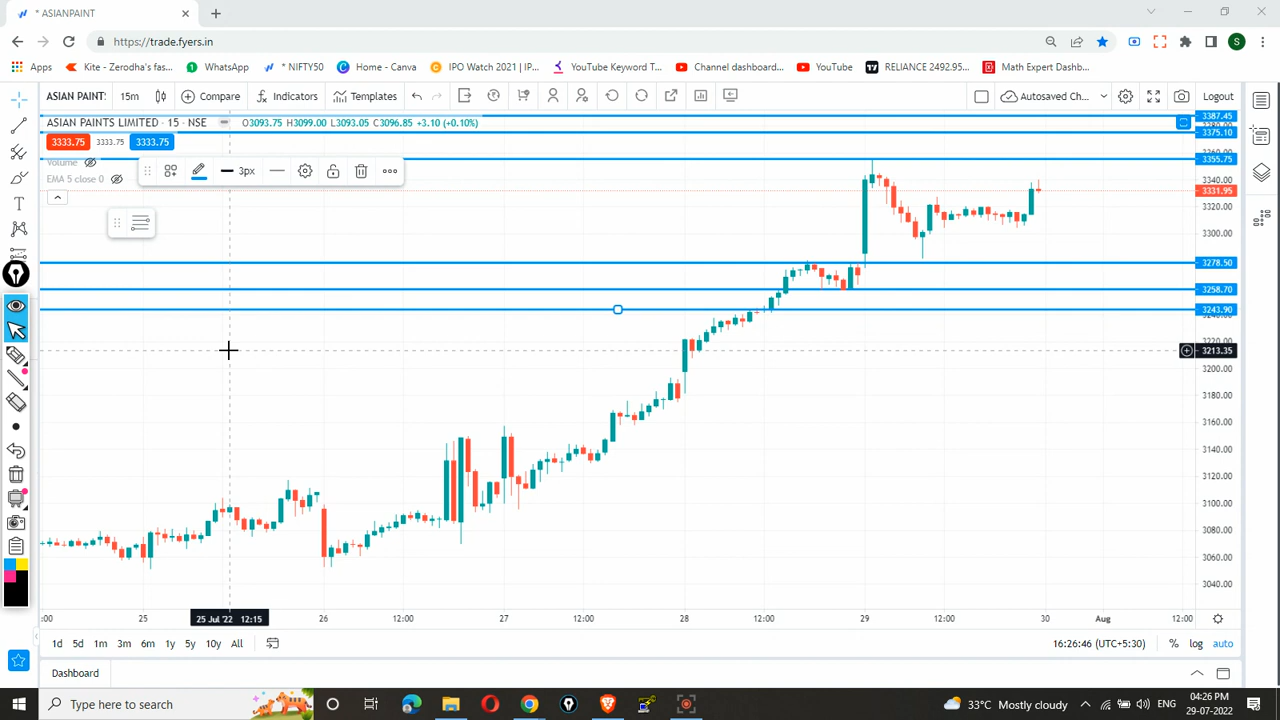 * ASIANPAINT
https://trade.fyers.in
Apps
Kite - Zerodha's fas...
WhatsApp
* NIFTY50
Home - Canva
IPO Watch 2021 | IP...
YouTube Keyword T...
Channel dashboard...
YouTube
RELIANCE 2492.95...
Math Expert Dashb...
S
ASIAN PAINT
15m
Compare
Indicators
Templates
Autosaved Ch...
Logout
ASIAN PAINTS LIMITED · 15 · NSE
O3093.75 H3099.00 L3093.05 C3096.85 +3.10 (+0.10%)
3333.75
3333.75
3333.75
Volume
3px
EMA 5 close 0
3387.45
3375.10
3355.75
3340.00
3331.95
3320.00
3300.00
3278.50
3258.70
3243.90
3213.35
3200.00
3180.00
3160.00
3140.00
3120.00
3100.00
3080.00
3060.00
3040.00
:00
25
25 Jul '22 12:15
26
12:00
27
12:00
28
12:00
29
12:00
30
Aug
12:00
1d
5d
1m
3m
6m
1y
5y
10y
All
16:26:46 (UTC+5:30)
%
log
auto
Dashboard
Type here to search
33°C Mostly cloudy
ENG
04:26 PM
29-07-2022